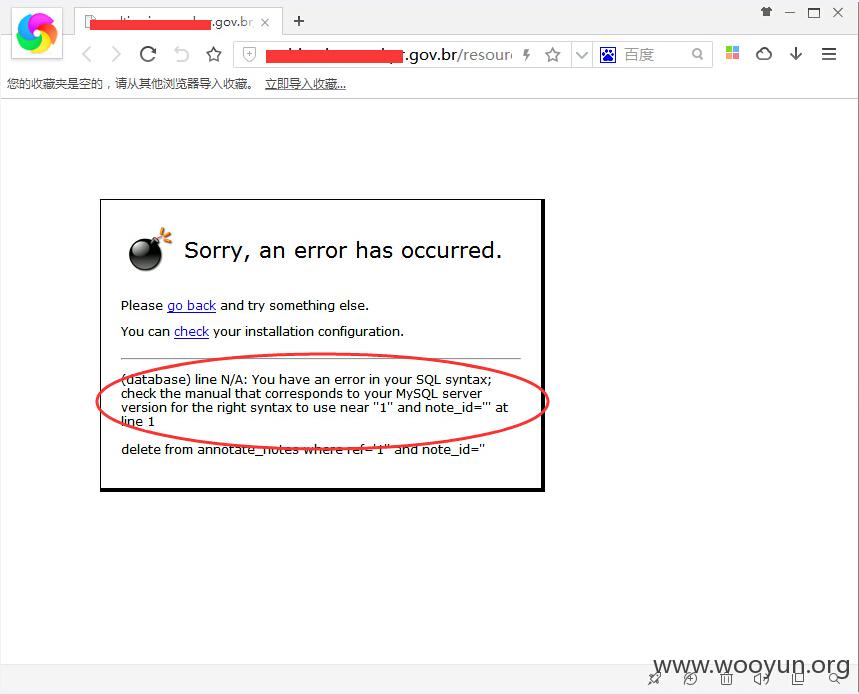 .gov.br
.gov.br/resour
百度
您的收藏夹是空的，请从其他浏览器导入收藏。 立即导入收藏...
Sorry, an error has occurred.
Please go back and try something else.
You can check your installation configuration.
(database) line N/A: You have an error in your SQL syntax;
check the manual that corresponds to your MySQL server
version for the right syntax to use near ''1'' and note_id=''' at
line 1
delete from annotate_notes where ref='1'' and note_id=''
www.wooyun.org